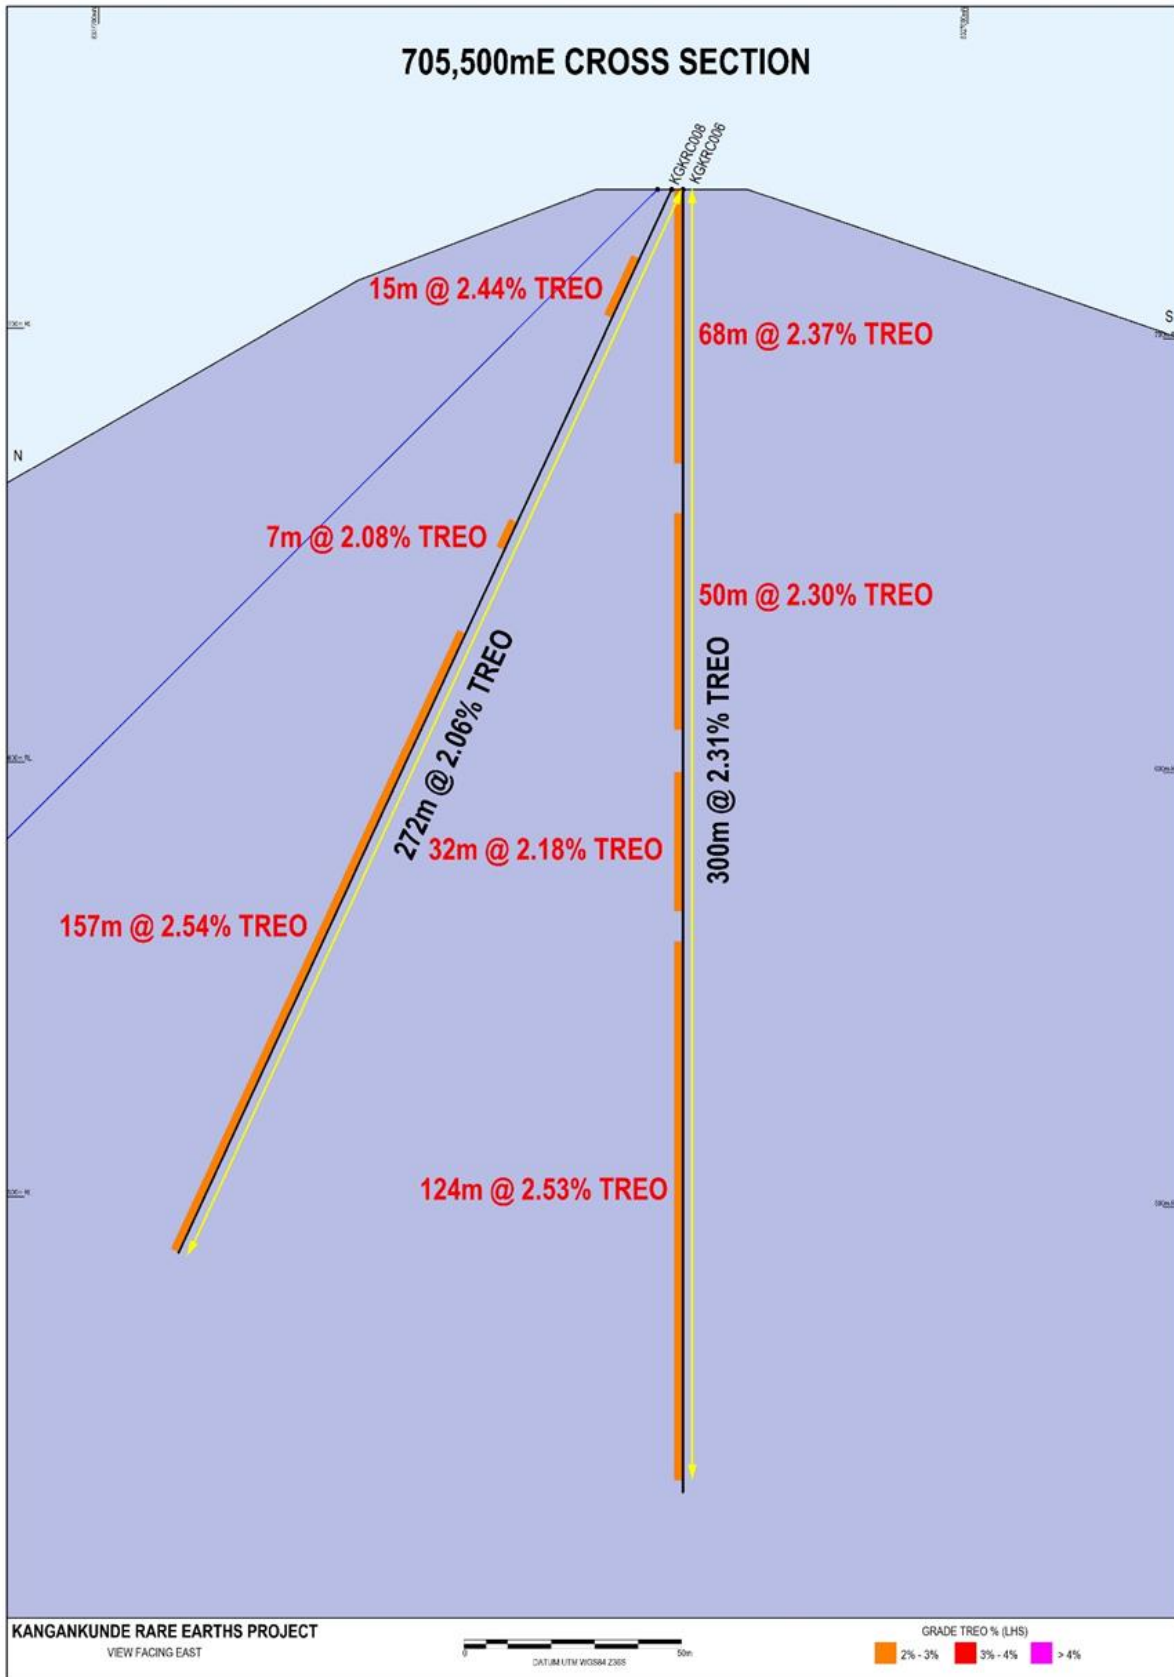 705,500mE CROSS SECTION
KGKRC008
KGKRC006
15m @ 2.44% TREO
68m @ 2.37% TREO
S
N
7m @ 2.08% TREO
50m @ 2.30% TREO
272m @ 2.06% TREO
300m @ 2.31% TREO
32m @ 2.18% TREO
157m @ 2.54% TREO
124m @ 2.53% TREO
KANGANKUNDE RARE EARTHS PROJECT
VIEW FACING EAST
0 50m
DATUM UTM WGS84 Z36S
GRADE TREO % (LHS)
2% - 3% 3% - 4% > 4%